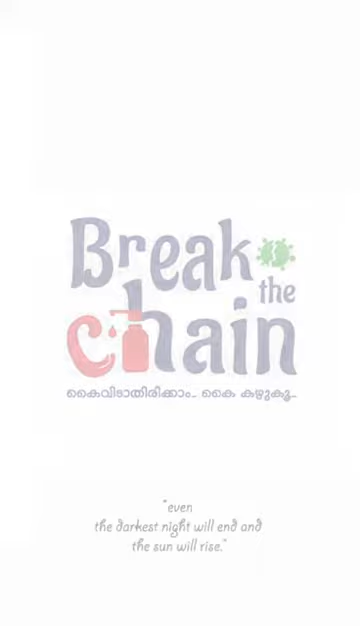 Break
the
chain
കൈവിടാതിരിക്കാം.. കൈ കഴുകൂ..
"even
the darkest night will end and
the sun will rise."